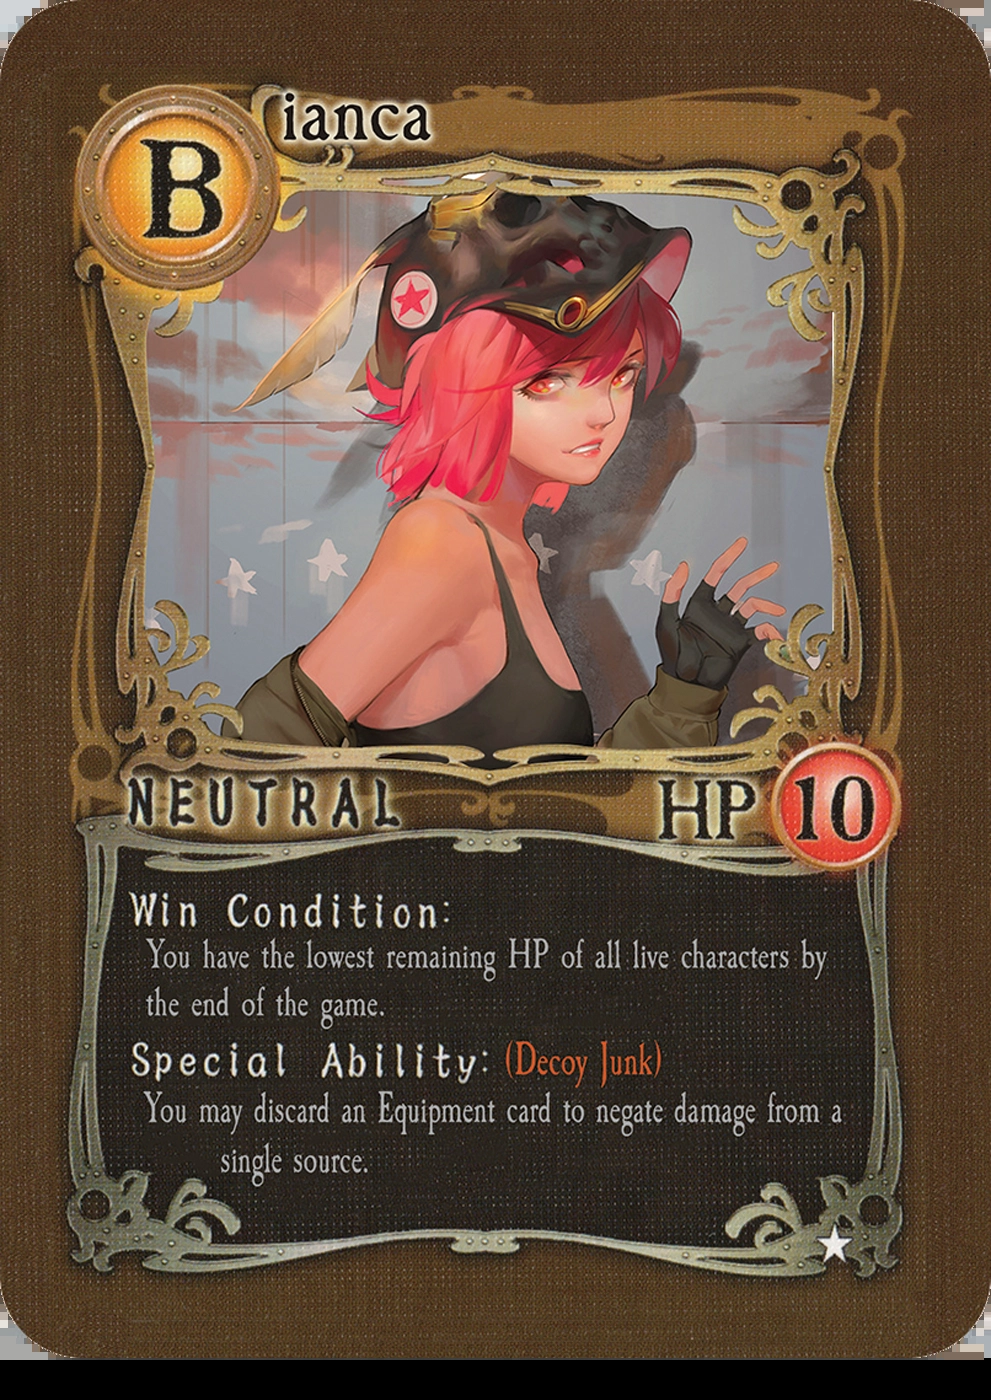 Bianca
NEUTRAL HP 10
Win Condition:
You have the lowest remaining HP of all live characters by
the end of the game.
Special Ability: (Decoy Junk)
You may discard an Equipment card to negate damage from a
single source.